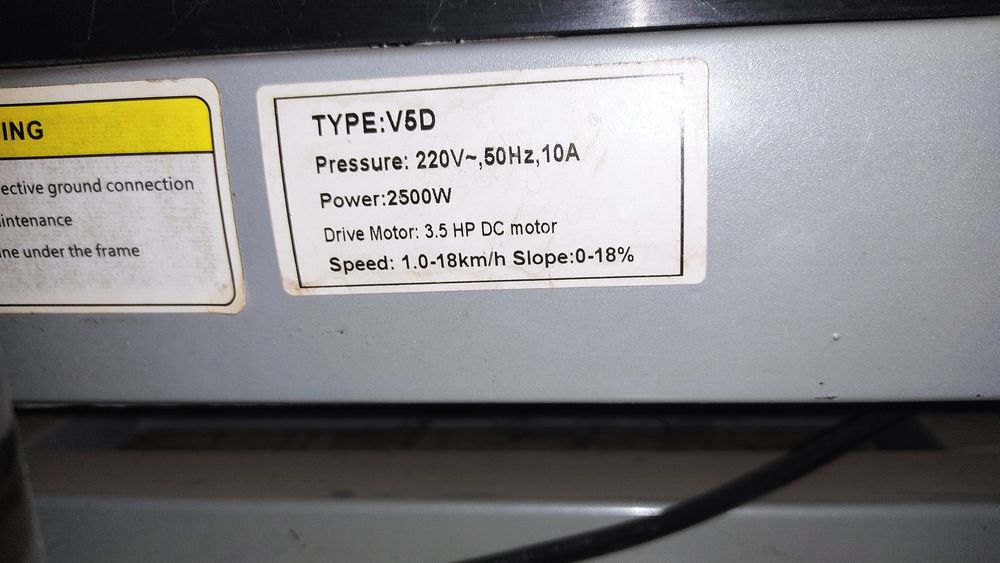 ING
ective ground connection
intenance
ne under the frame
TYPE:V5D
Pressure: 220V~,50Hz,10A
Power:2500W
Drive Motor: 3.5 HP DC motor
Speed: 1.0-18km/h Slope:0-18%